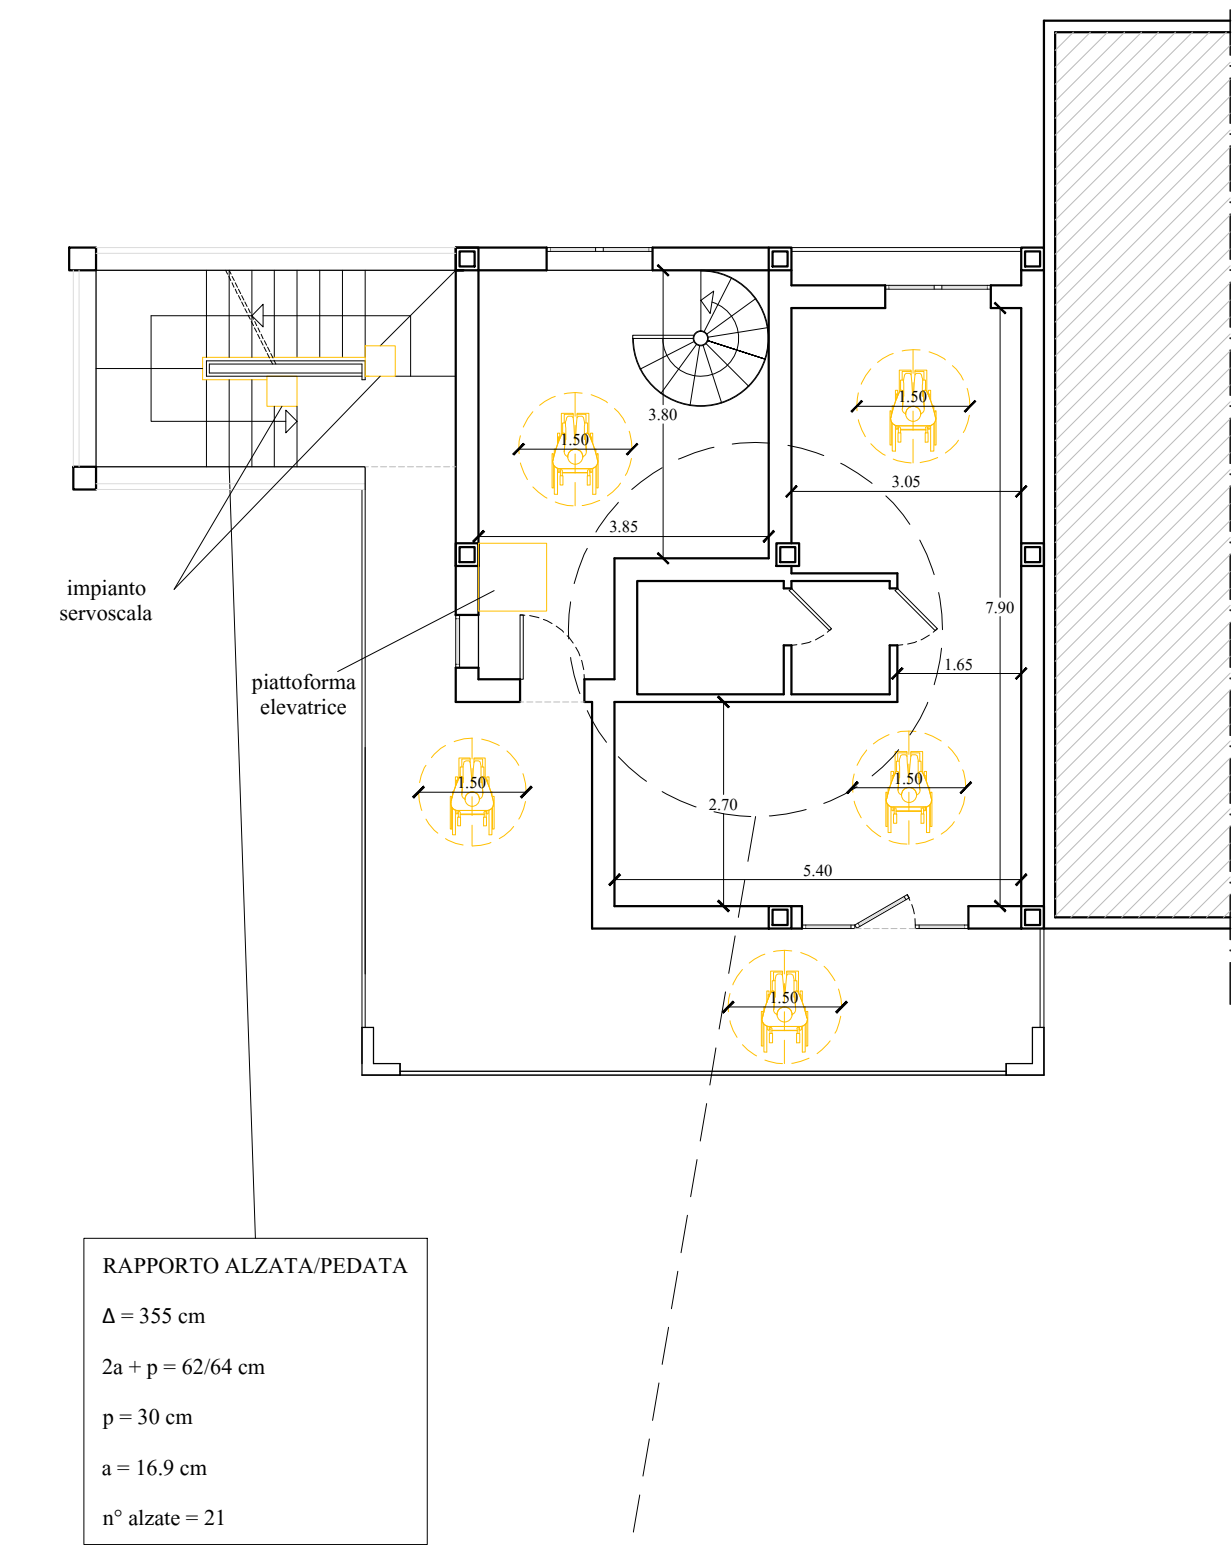 1.50
3.80
1.50
3.05
3.85
impianto
servoscala
7.90
1.65
piattoforma
elevatrice
1.50
1.50
2.70
5.40
1.50
RAPPORTO ALZATA/PEDATA
Δ = 355 cm
2a + p = 62/64 cm
p = 30 cm
a = 16.9 cm
n° alzate = 21